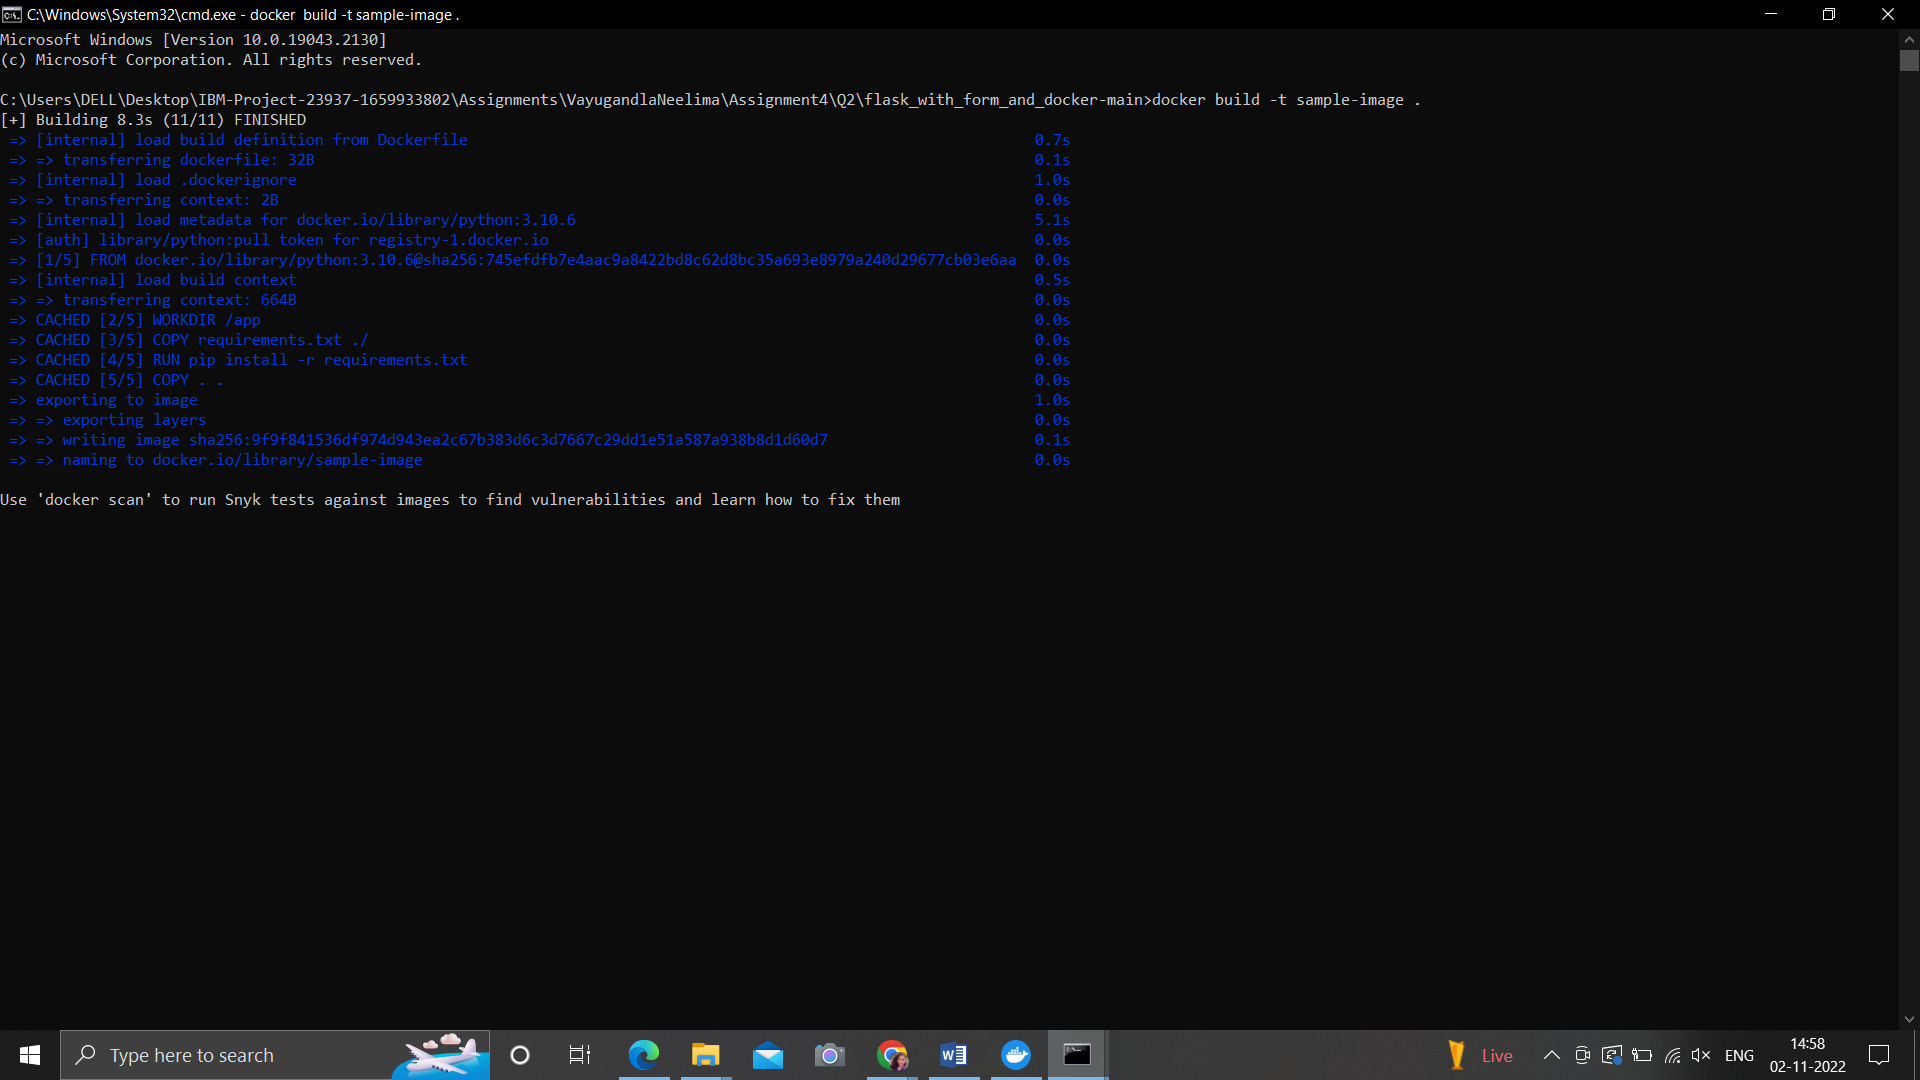 C:\Windows\System32\cmd.exe - docker  build -t sample-image .
Microsoft Windows [Version 10.0.19043.2130]
(c) Microsoft Corporation. All rights reserved.
C:\Users\DELL\Desktop\IBM-Project-23937-1659933802\Assignments\VayugandlaNeelima\Assignment4\Q2\flask_with_form_and_docker-main>docker build -t sample-image .
[+] Building 8.3s (11/11) FINISHED
=> [internal] load build definition from Dockerfile 0.7s
=> => transferring dockerfile: 32B 0.1s
=> [internal] load .dockerignore 1.0s
=> => transferring context: 2B 0.0s
=> [internal] load metadata for docker.io/library/python:3.10.6 5.1s
=> [auth] library/python:pull token for registry-1.docker.io 0.0s
=> [1/5] FROM docker.io/library/python:3.10.6@sha256:745efdfb7e4aac9a8422bd8c62d8bc35a693e8979a240d29677cb03e6aa 0.0s
=> [internal] load build context 0.5s
=> => transferring context: 664B 0.0s
=> CACHED [2/5] WORKDIR /app 0.0s
=> CACHED [3/5] COPY requirements.txt ./ 0.0s
=> CACHED [4/5] RUN pip install -r requirements.txt 0.0s
=> CACHED [5/5] COPY . . 0.0s
=> exporting to image 1.0s
=> => exporting layers 0.0s
=> => writing image sha256:9f9f841536df974d943ea2c67b383d6c3d7667c29dd1e51a587a938b8d1d60d7 0.1s
=> => naming to docker.io/library/sample-image 0.0s
Use 'docker scan' to run Snyk tests against images to find vulnerabilities and learn how to fix them
Type here to search
Live
ENG
14:58
02-11-2022